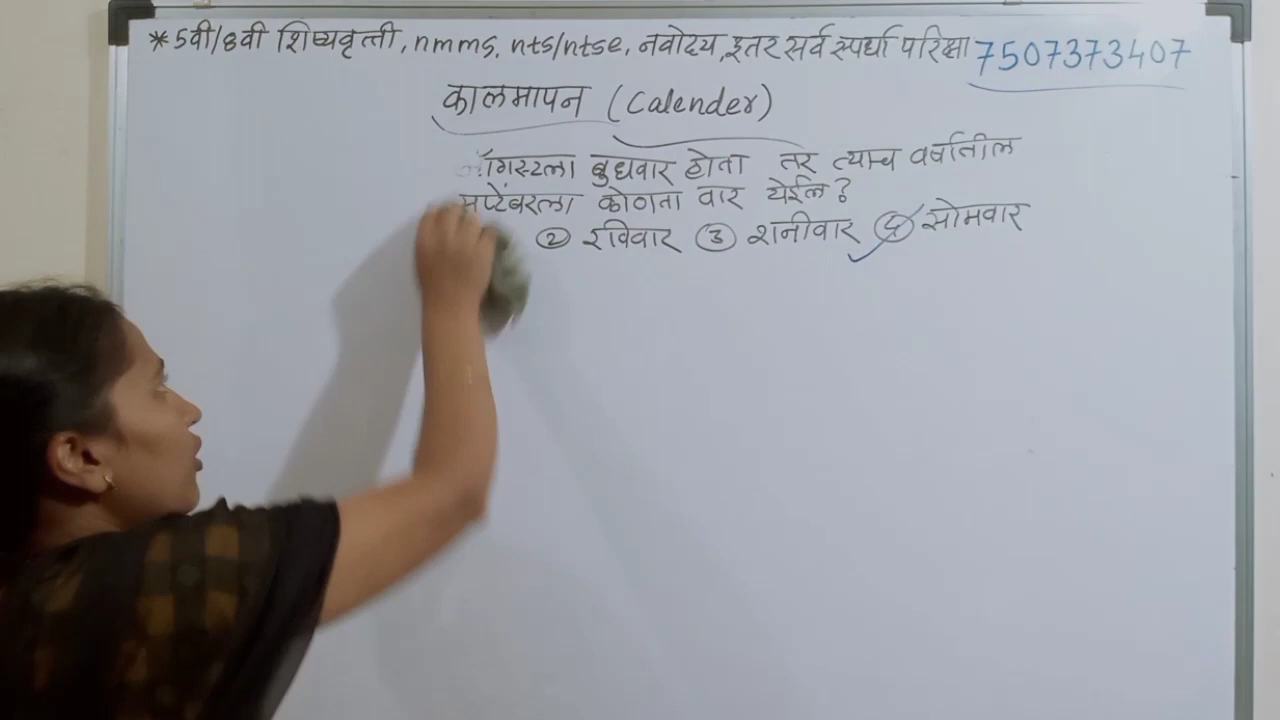 * 5वी/8वी शिष्यवृत्ती, nmms, nts/ntse, नवोदय, इतर सर्व स्पर्धा परिक्षा 7507373407
कालमापन (Calender)
ॉगस्टला बुधवार होता तर त्याच वर्षातील
सप्टेंबरला कोणता वार येईल?
② रविवार ③ शनीवार ④ सोमवार